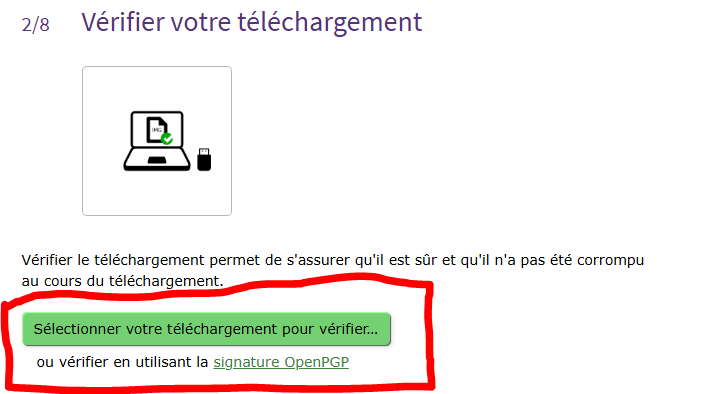 2/8 Vérifier votre téléchargement
IMG
Vérifier le téléchargement permet de s'assurer qu'il est sûr et qu'il n'a pas été corrompu
au cours du téléchargement.
Sélectionner votre téléchargement pour vérifier...
ou vérifier en utilisant la signature OpenPGP